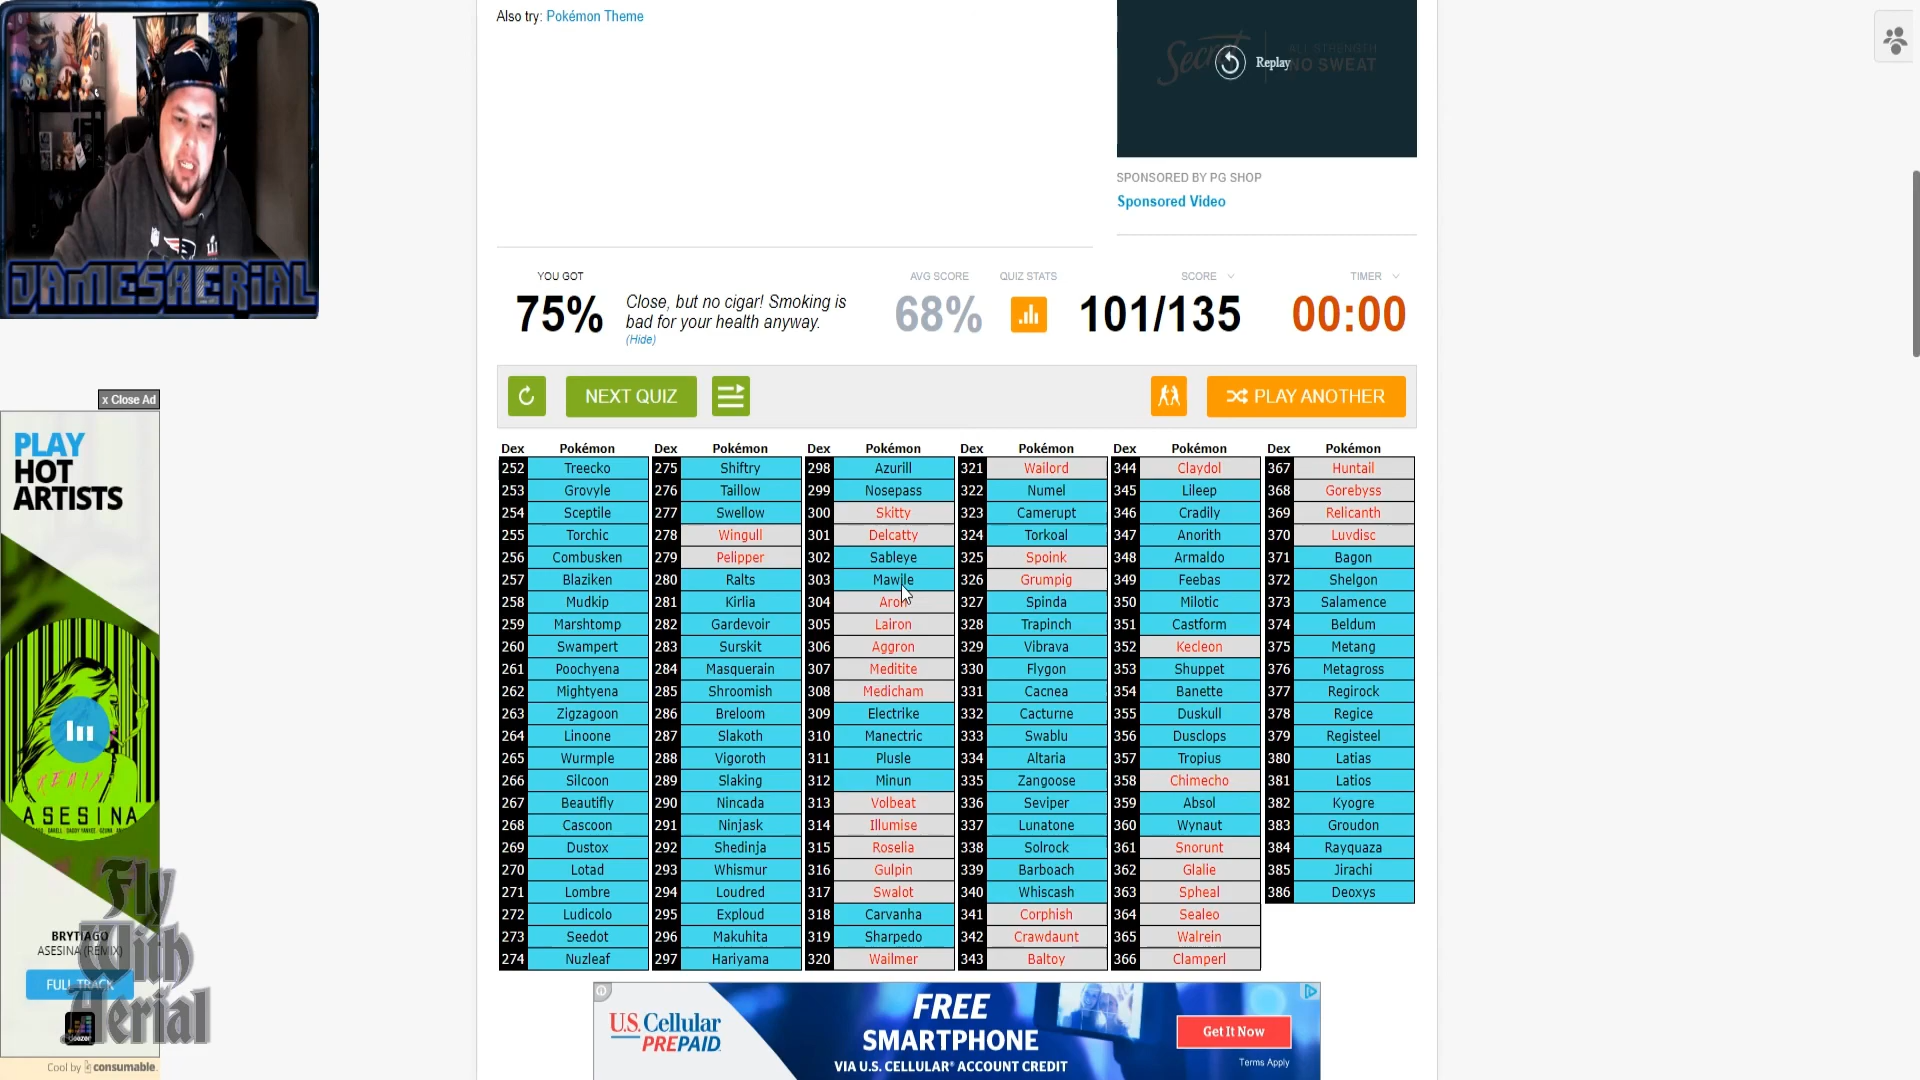 Also try: Pokémon Theme
Secret
ALL STRENGTH
NO SWEAT
Replay
SPONSORED BY PG SHOP
Sponsored Video
JAMESAERIAL
YOU GOT
75%
Close, but no cigar! Smoking is
bad for your health anyway.
(Hide)
AVG SCORE
68%
QUIZ STATS
SCORE
101/135
TIMER
00:00
NEXT QUIZ
PLAY ANOTHER
x Close Ad
PLAY
HOT
ARTISTS
REMIX
ASESINA
BRYTIAGO
ASESINA (REMIX)
FULL TRACK
deezer
Cool by consumable.
Fly
With
Aerial
Dex Pokémon Dex Pokémon Dex Pokémon Dex Pokémon Dex Pokémon Dex Pokémon
252 Treecko 275 Shiftry 298 Azurill 321 Wailord 344 Claydol 367 Huntail
253 Grovyle 276 Taillow 299 Nosepass 322 Numel 345 Lileep 368 Gorebyss
254 Sceptile 277 Swellow 300 Skitty 323 Camerupt 346 Cradily 369 Relicanth
255 Torchic 278 Wingull 301 Delcatty 324 Torkoal 347 Anorith 370 Luvdisc
256 Combusken 279 Pelipper 302 Sableye 325 Spoink 348 Armaldo 371 Bagon
257 Blaziken 280 Ralts 303 Mawile 326 Grumpig 349 Feebas 372 Shelgon
258 Mudkip 281 Kirlia 304 Aron 327 Spinda 350 Milotic 373 Salamence
259 Marshtomp 282 Gardevoir 305 Lairon 328 Trapinch 351 Castform 374 Beldum
260 Swampert 283 Surskit 306 Aggron 329 Vibrava 352 Kecleon 375 Metang
261 Poochyena 284 Masquerain 307 Meditite 330 Flygon 353 Shuppet 376 Metagross
262 Mightyena 285 Shroomish 308 Medicham 331 Cacnea 354 Banette 377 Regirock
263 Zigzagoon 286 Breloom 309 Electrike 332 Cacturne 355 Duskull 378 Regice
264 Linoone 287 Slakoth 310 Manectric 333 Swablu 356 Dusclops 379 Registeel
265 Wurmple 288 Vigoroth 311 Plusle 334 Altaria 357 Tropius 380 Latias
266 Silcoon 289 Slaking 312 Minun 335 Zangoose 358 Chimecho 381 Latios
267 Beautifly 290 Nincada 313 Volbeat 336 Seviper 359 Absol 382 Kyogre
268 Cascoon 291 Ninjask 314 Illumise 337 Lunatone 360 Wynaut 383 Groudon
269 Dustox 292 Shedinja 315 Roselia 338 Solrock 361 Snorunt 384 Rayquaza
270 Lotad 293 Whismur 316 Gulpin 339 Barboach 362 Glalie 385 Jirachi
271 Lombre 294 Loudred 317 Swalot 340 Whiscash 363 Spheal 386 Deoxys
272 Ludicolo 295 Exploud 318 Carvanha 341 Corphish 364 Sealeo
273 Seedot 296 Makuhita 319 Sharpedo 342 Crawdaunt 365 Walrein
274 Nuzleaf 297 Hariyama 320 Wailmer 343 Baltoy 366 Clamperl
U.S. Cellular
PREPAID
FREE
SMARTPHONE
VIA U.S. CELLULAR® ACCOUNT CREDIT
Get It Now
Terms Apply